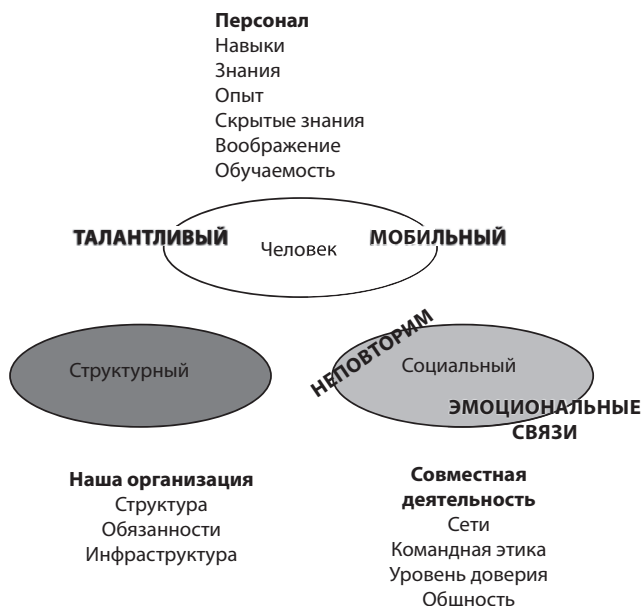 Персонал
Навыки
Знания
Опыт
Скрытые знания
Воображение
Обучаемость
ТАЛАНТЛИВЫЙ
Человек
МОБИЛЬНЫЙ
Структурный
НЕПОВТОРИМ
Социальный
ЭМОЦИОНАЛЬНЫЕ
СВЯЗИ
Наша организация
Структура
Обязанности
Инфраструктура
Совместная
деятельность
Сети
Командная этика
Уровень доверия
Общность